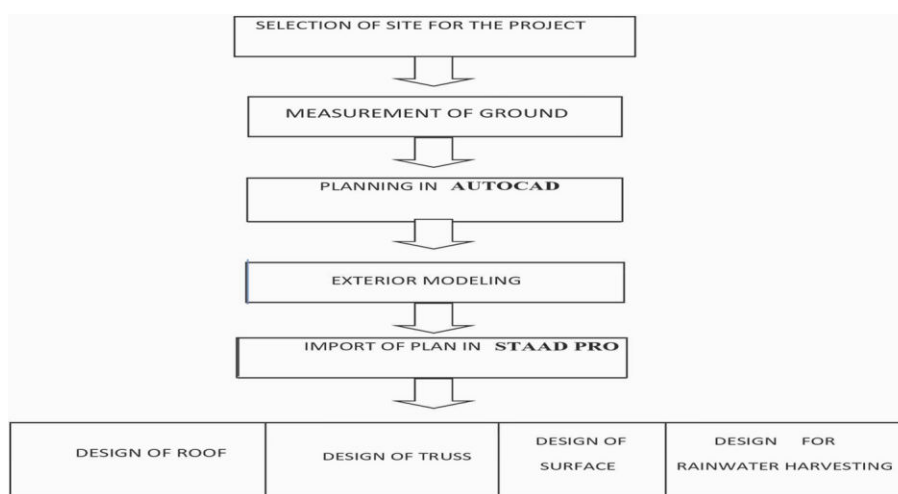 SELECTION OF SITE FOR THE PROJECT
MEASUREMENT OF GROUND
PLANNING IN AUTOCAD
EXTERIOR MODELING
IMPORT OF PLAN IN STAAD PRO
DESIGN OF ROOF
DESIGN OF TRUSS
DESIGN OF
SURFACE
DESIGN FOR
RAINWATER HARVESTING